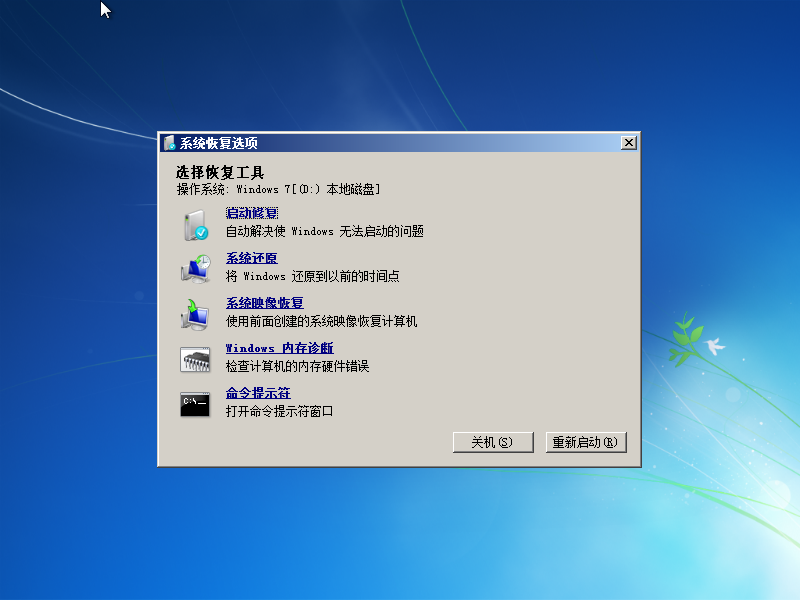 系统恢复选项
选择恢复工具
操作系统: Windows 7[(D:) 本地磁盘]
启动修复
自动解决使 Windows 无法启动的问题
系统还原
将 Windows 还原到以前的时间点
系统映像恢复
使用前面创建的系统映像恢复计算机
Windows 内存诊断
检查计算机的内存硬件错误
C:\_
命令提示符
打开命令提示符窗口
关机(S)
重新启动(R)